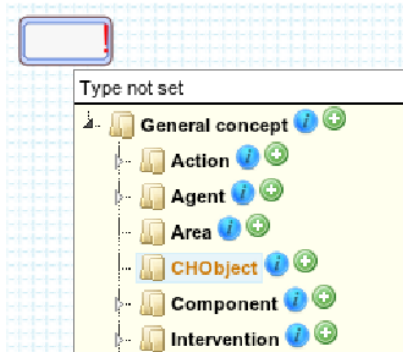 Type not set
General concept
Action
Agent
Area
CHObject
Component
Intervention